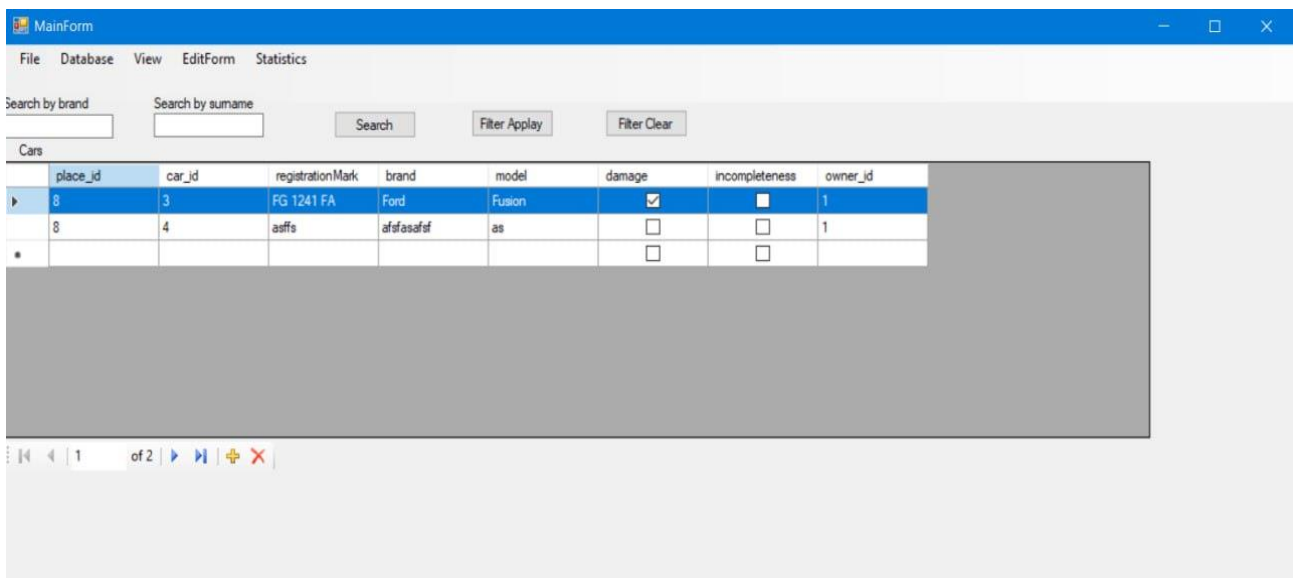 MainForm
File Database View EditForm Statistics
Search by brand Search by surname
Search Filter Applay Filter Clear
Cars
place_id car_id registrationMark brand model damage incompleteness owner_id
8 3 FG 1241 FA Ford Fusion 1
8 4 asffs afsfasafsf as 1
1 of 2